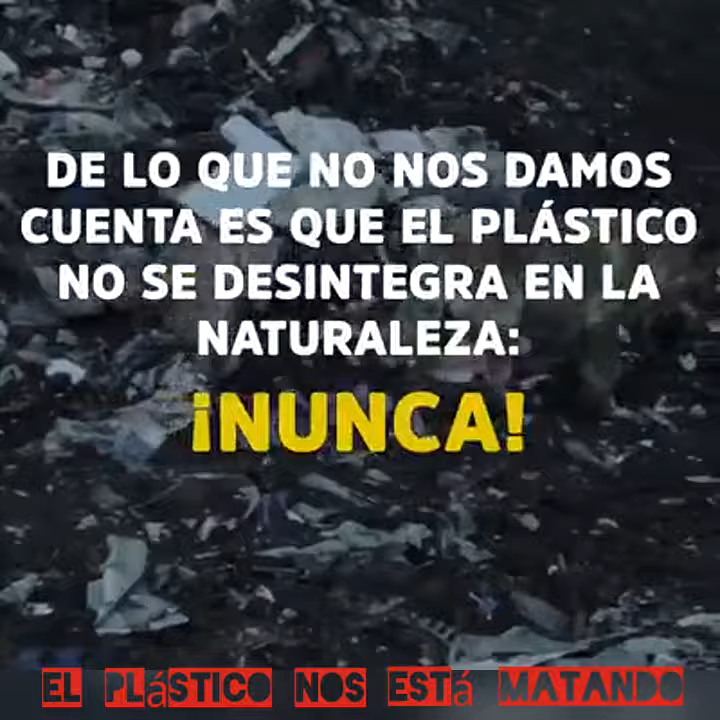 DE LO QUE NO NOS DAMOS
CUENTA ES QUE EL PLÁSTICO
NO SE DESINTEGRA EN LA
NATURALEZA:
¡NUNCA!
EL PLáSTICO NOS ESTá MATANDO